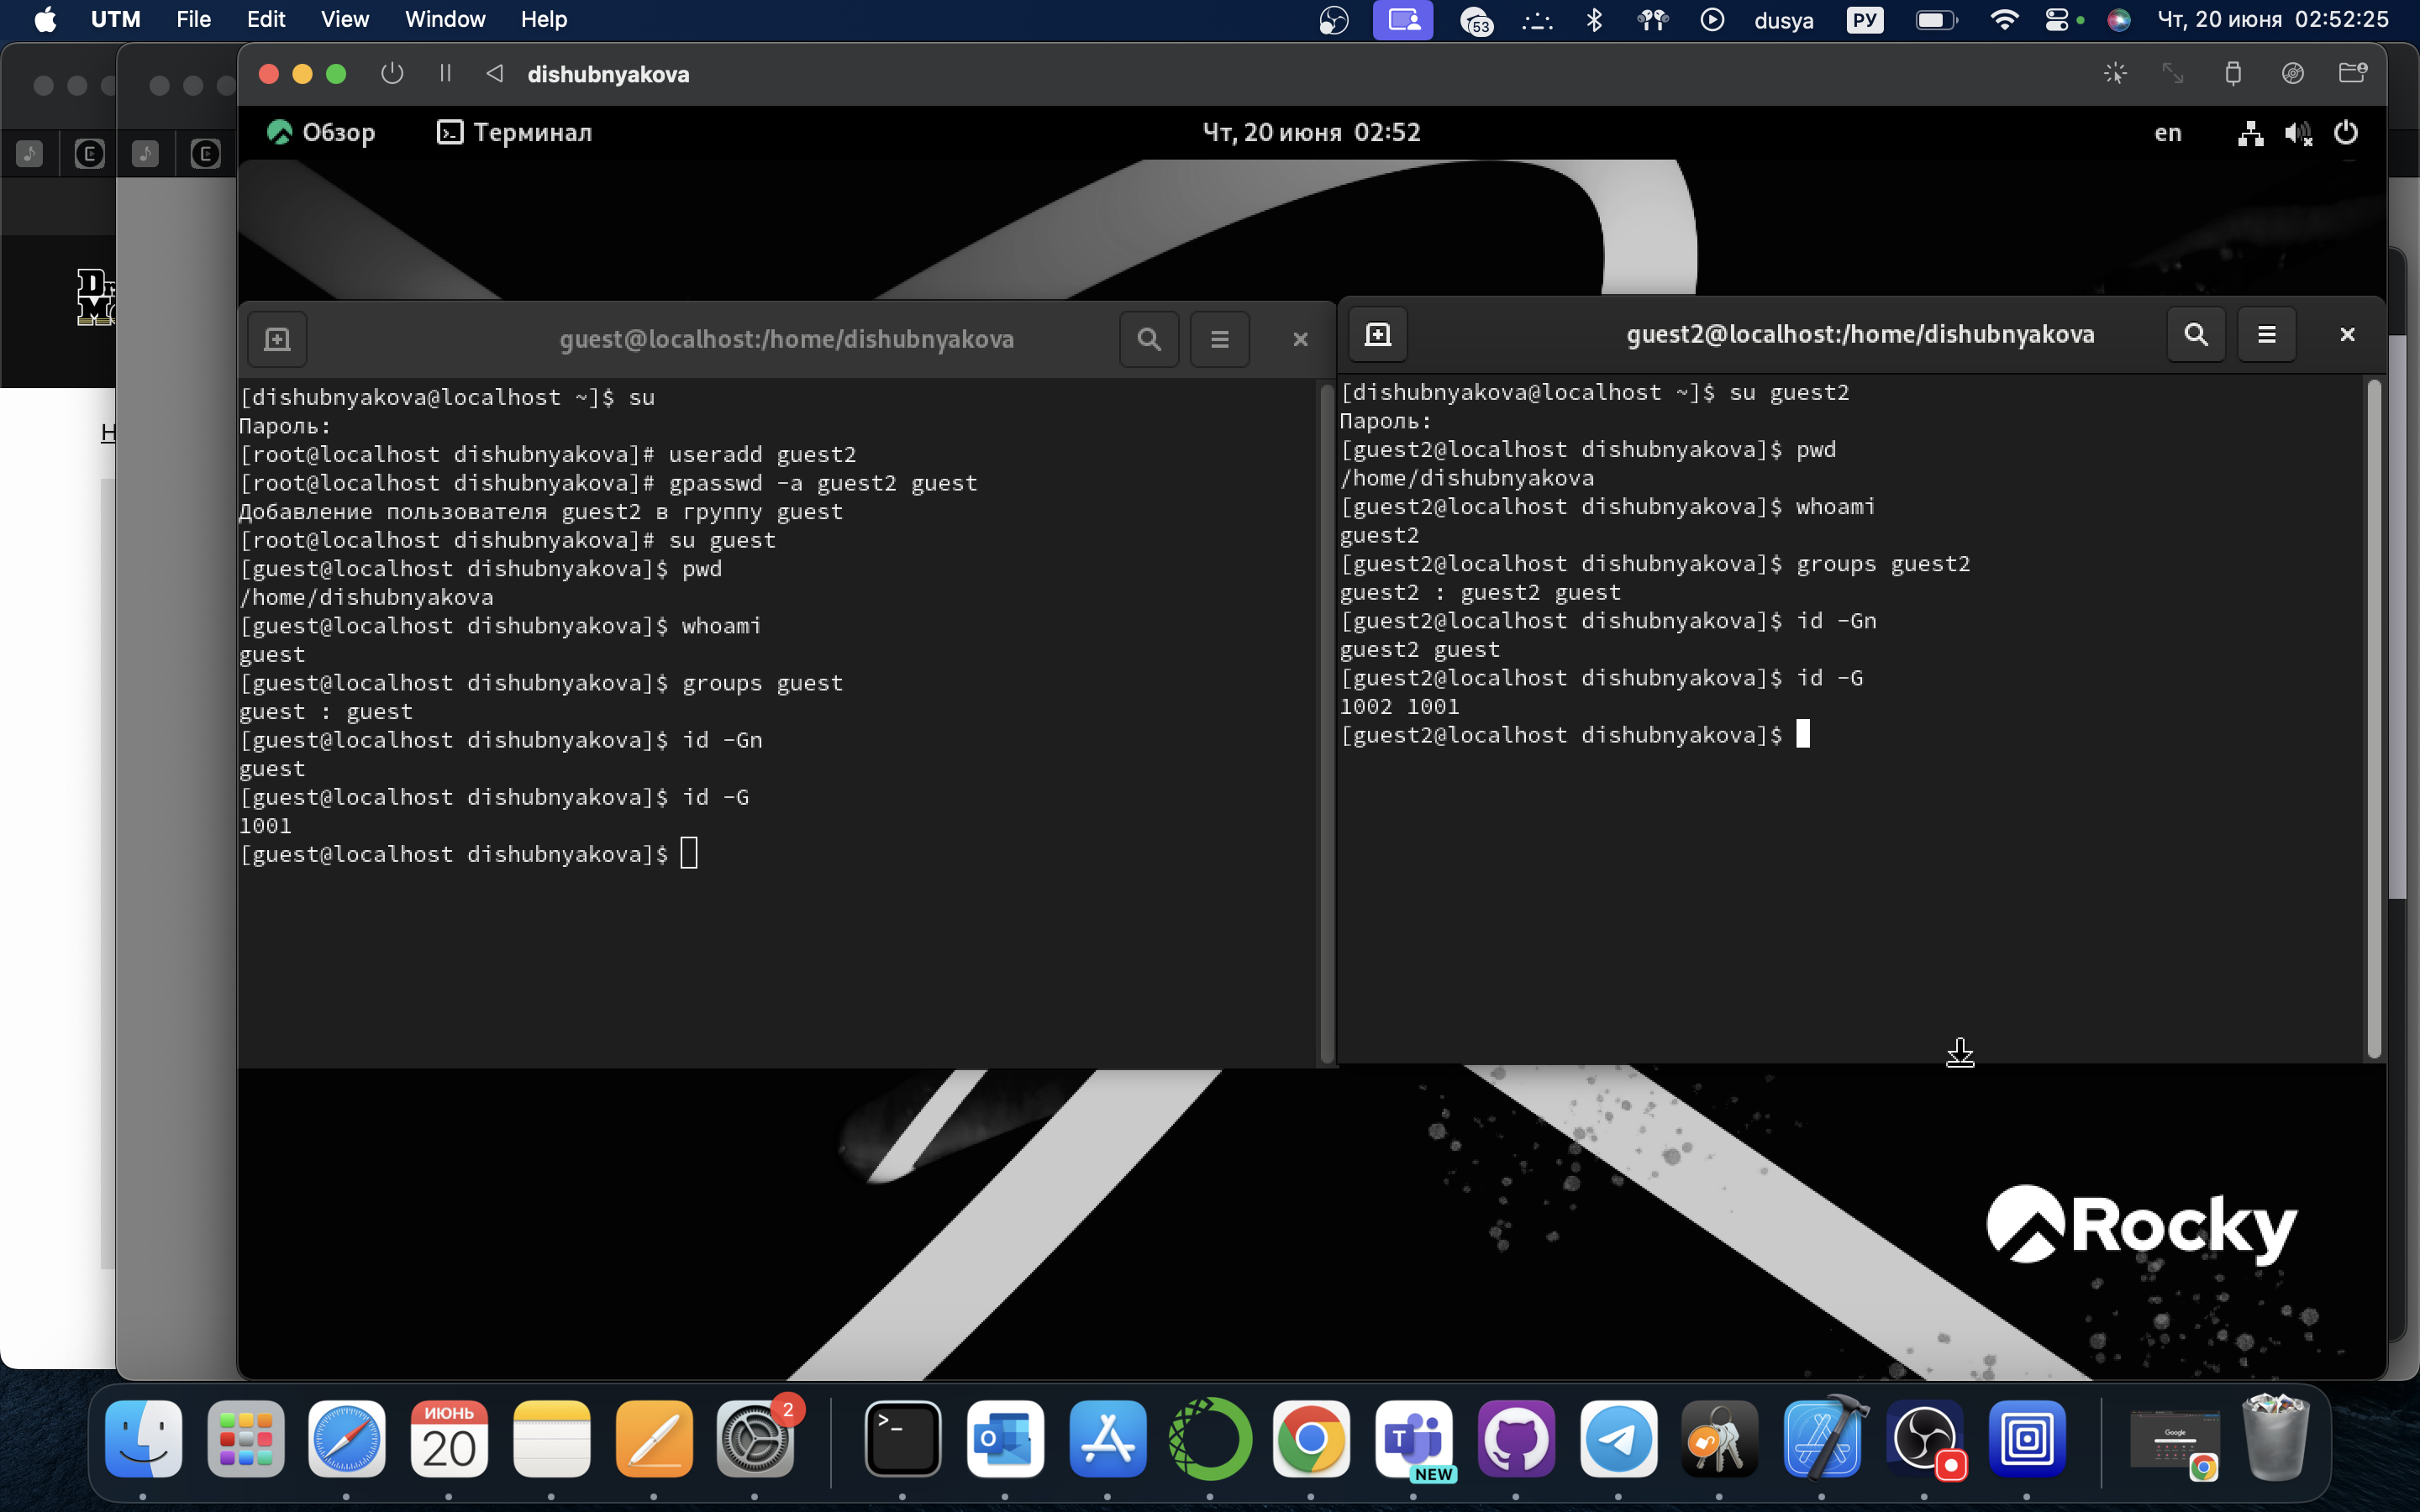 UTM File Edit View Window Help 53 dusya РУ Чт, 20 июня 02:52:25
dishubnyakova
Обзор Терминал Чт, 20 июня 02:52 en
guest@localhost:/home/dishubnyakova
[dishubnyakova@localhost ~]$ su
Пароль:
[root@localhost dishubnyakova]# useradd guest2
[root@localhost dishubnyakova]# gpasswd -a guest2 guest
Добавление пользователя guest2 в группу guest
[root@localhost dishubnyakova]# su guest
[guest@localhost dishubnyakova]$ pwd
/home/dishubnyakova
[guest@localhost dishubnyakova]$ whoami
guest
[guest@localhost dishubnyakova]$ groups guest
guest : guest
[guest@localhost dishubnyakova]$ id -Gn
guest
[guest@localhost dishubnyakova]$ id -G
1001
[guest@localhost dishubnyakova]$
guest2@localhost:/home/dishubnyakova
[dishubnyakova@localhost ~]$ su guest2
Пароль:
[guest2@localhost dishubnyakova]$ pwd
/home/dishubnyakova
[guest2@localhost dishubnyakova]$ whoami
guest2
[guest2@localhost dishubnyakova]$ groups guest2
guest2 : guest2 guest
[guest2@localhost dishubnyakova]$ id -Gn
guest2 guest
[guest2@localhost dishubnyakova]$ id -G
1002 1001
[guest2@localhost dishubnyakova]$
Rocky
ИЮНЬ
20
2
NEW
Google